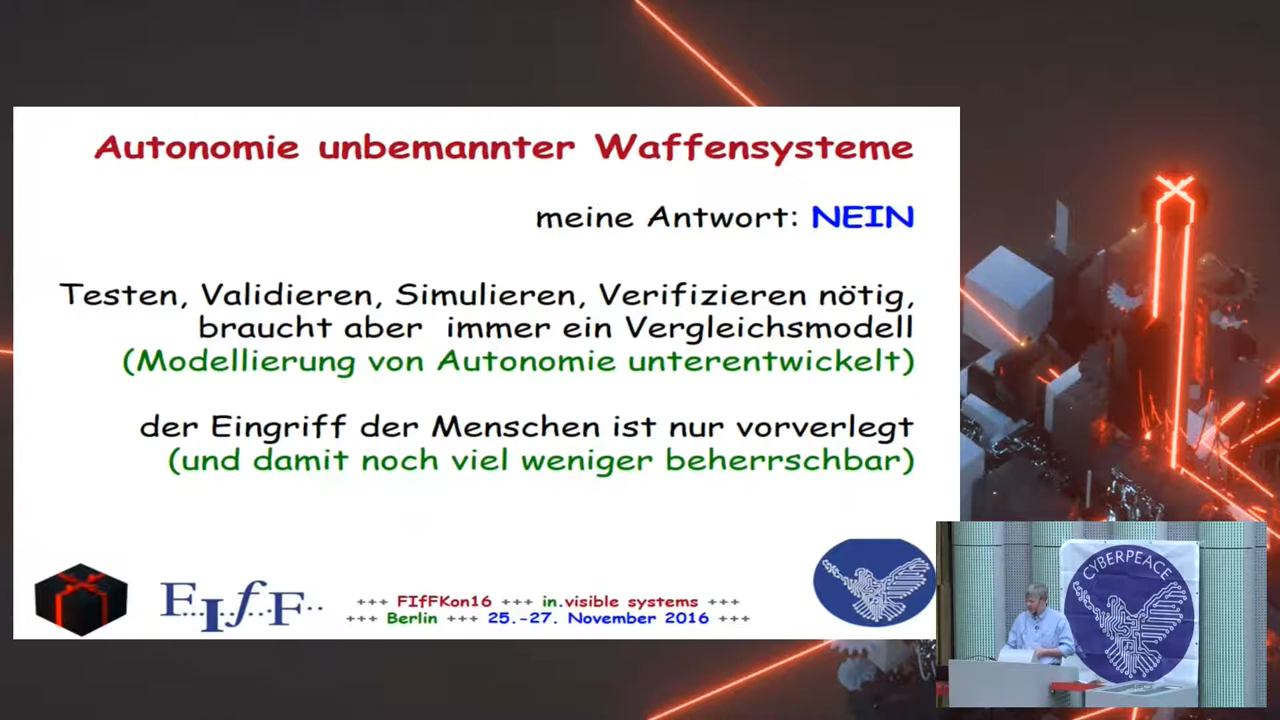 Autonomie unbemannter Waffensysteme
meine Antwort: NEIN
Testen, Validieren, Simulieren, Verifizieren nötig,
braucht aber immer ein Vergleichsmodell
(Modellierung von Autonomie unterentwickelt)
der Eingriff der Menschen ist nur vorverlegt
(und damit noch viel weniger beherrschbar)
F..I..f..F..
+++ FIfFKon16 +++ in.visible systems +++
+++ Berlin +++ 25.-27. November 2016 +++
CYBERPEACE